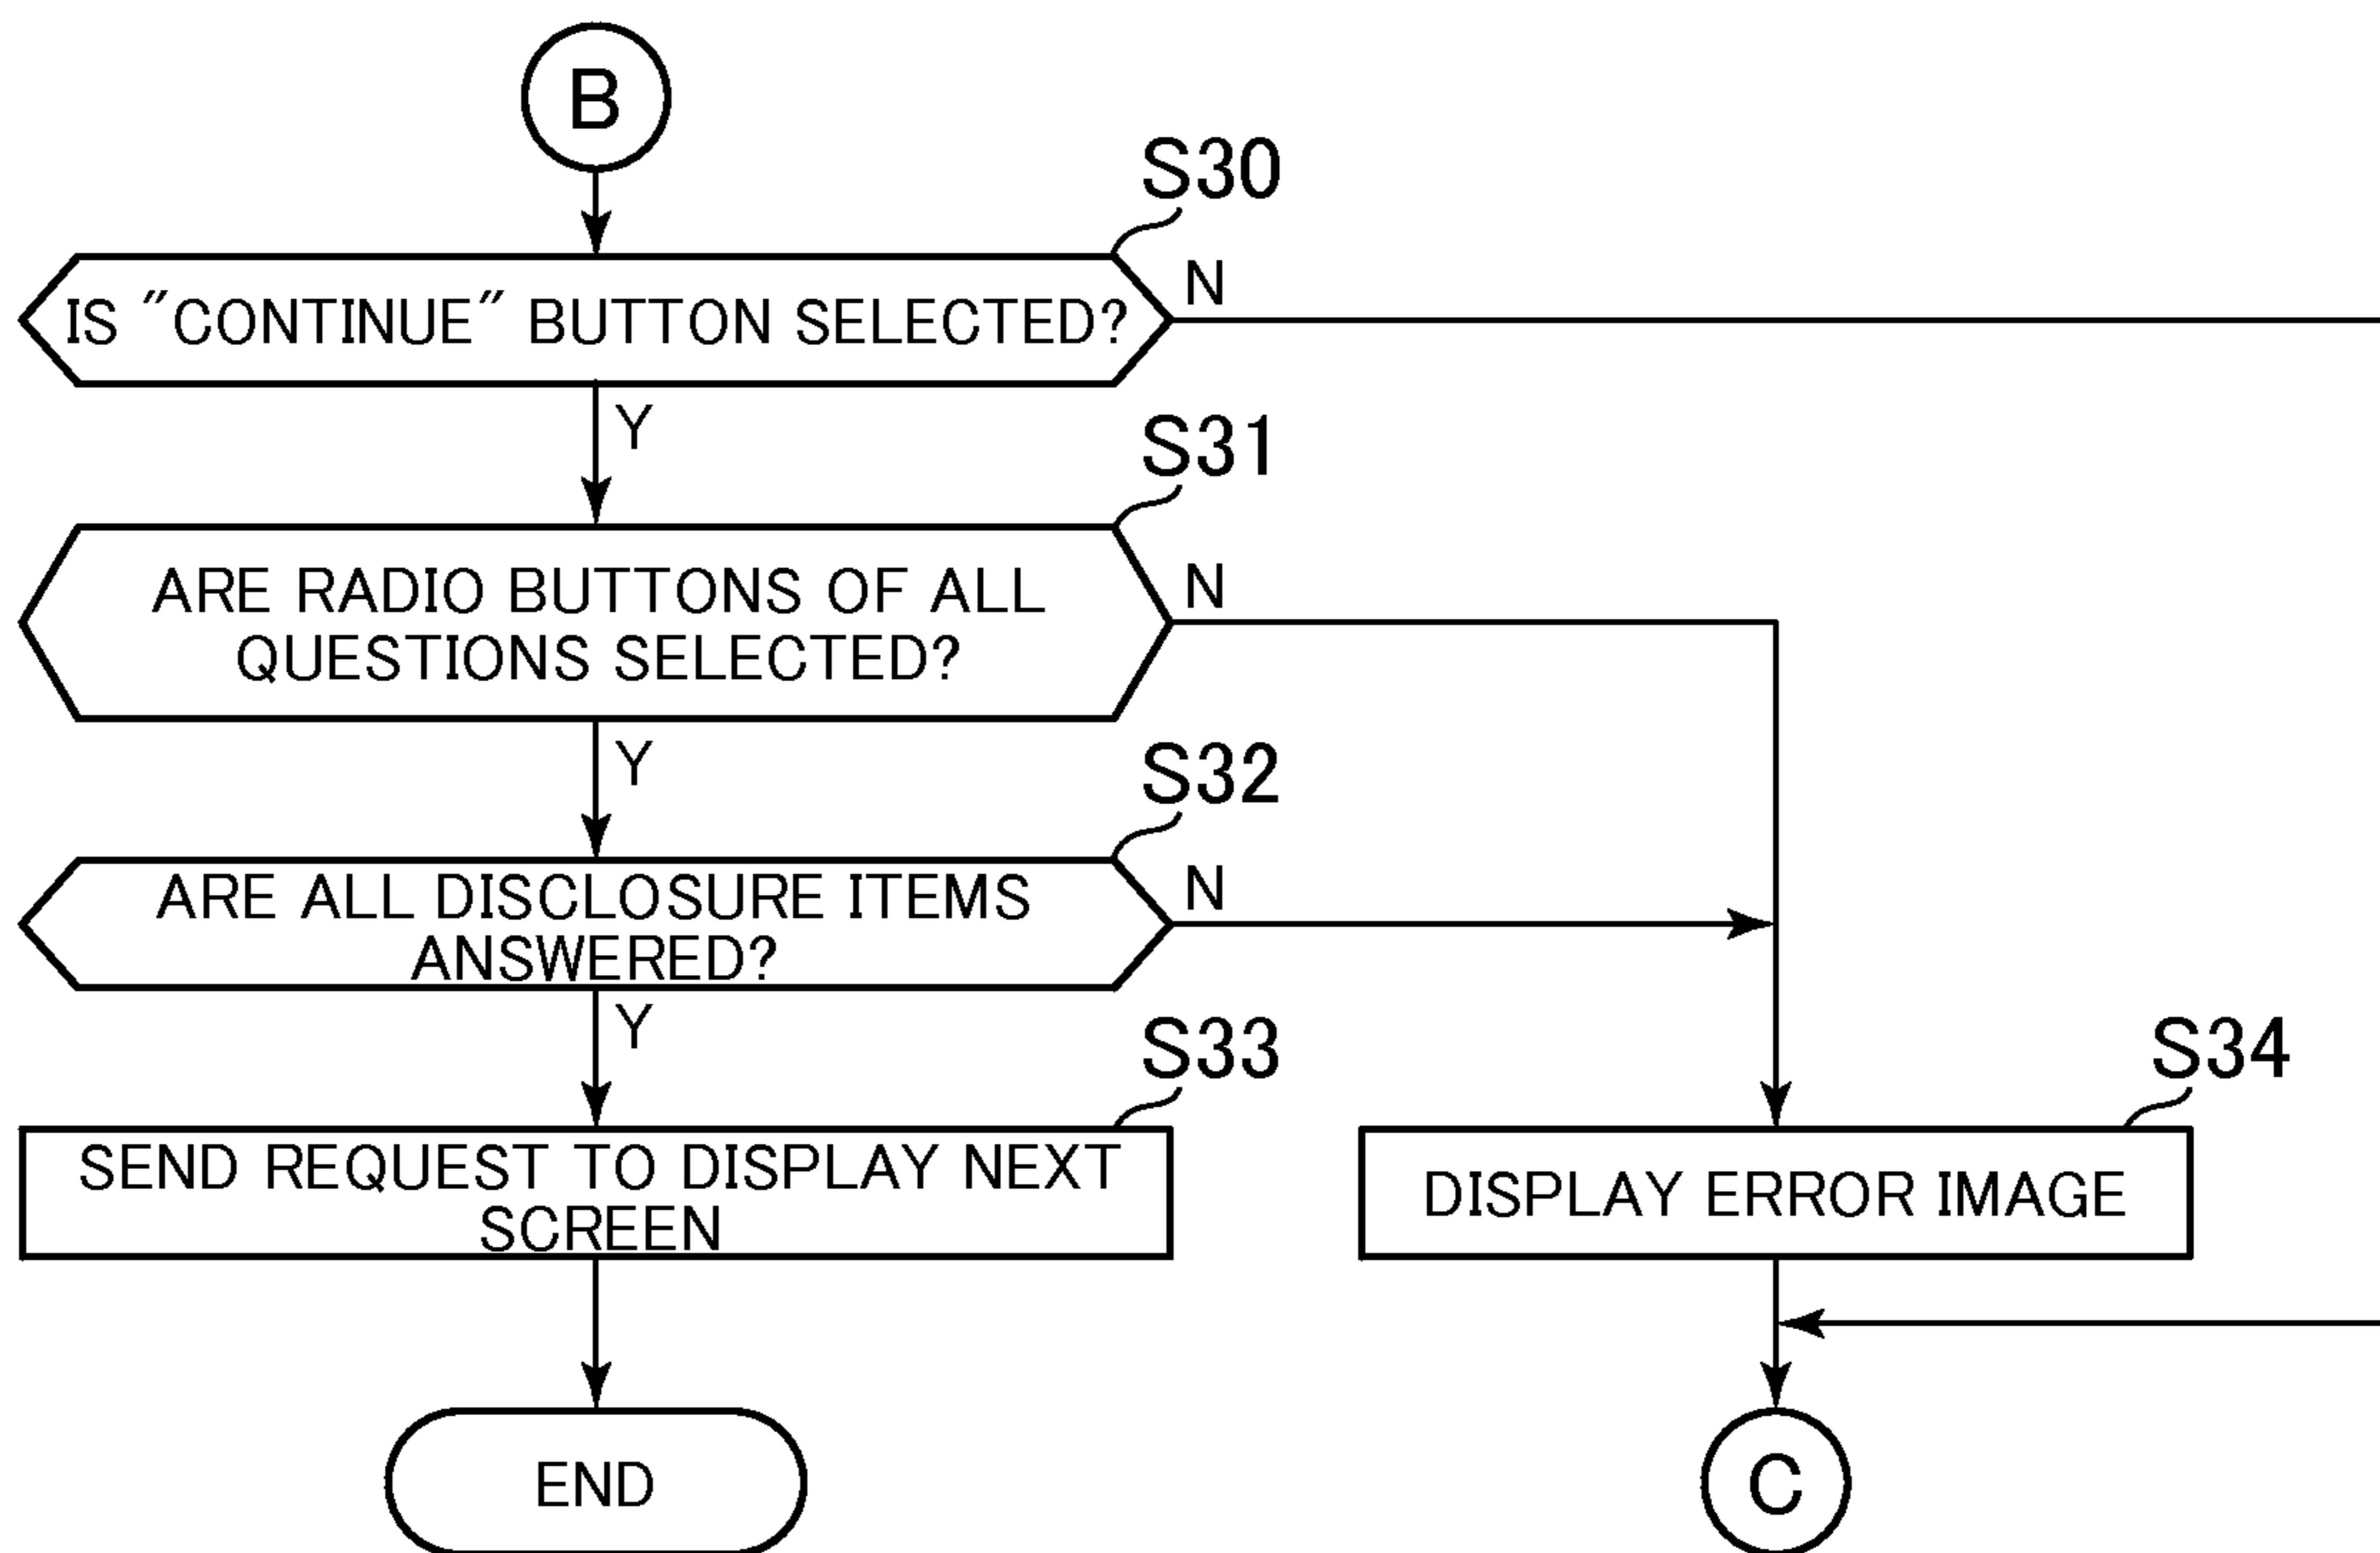 B
S30
IS "CONTINUE" BUTTON SELECTED?
N
Y
S31
ARE RADIO BUTTONS OF ALL
QUESTIONS SELECTED?
N
Y
S32
ARE ALL DISCLOSURE ITEMS
ANSWERED?
N
Y
S33
SEND REQUEST TO DISPLAY NEXT
SCREEN
S34
DISPLAY ERROR IMAGE
END
C